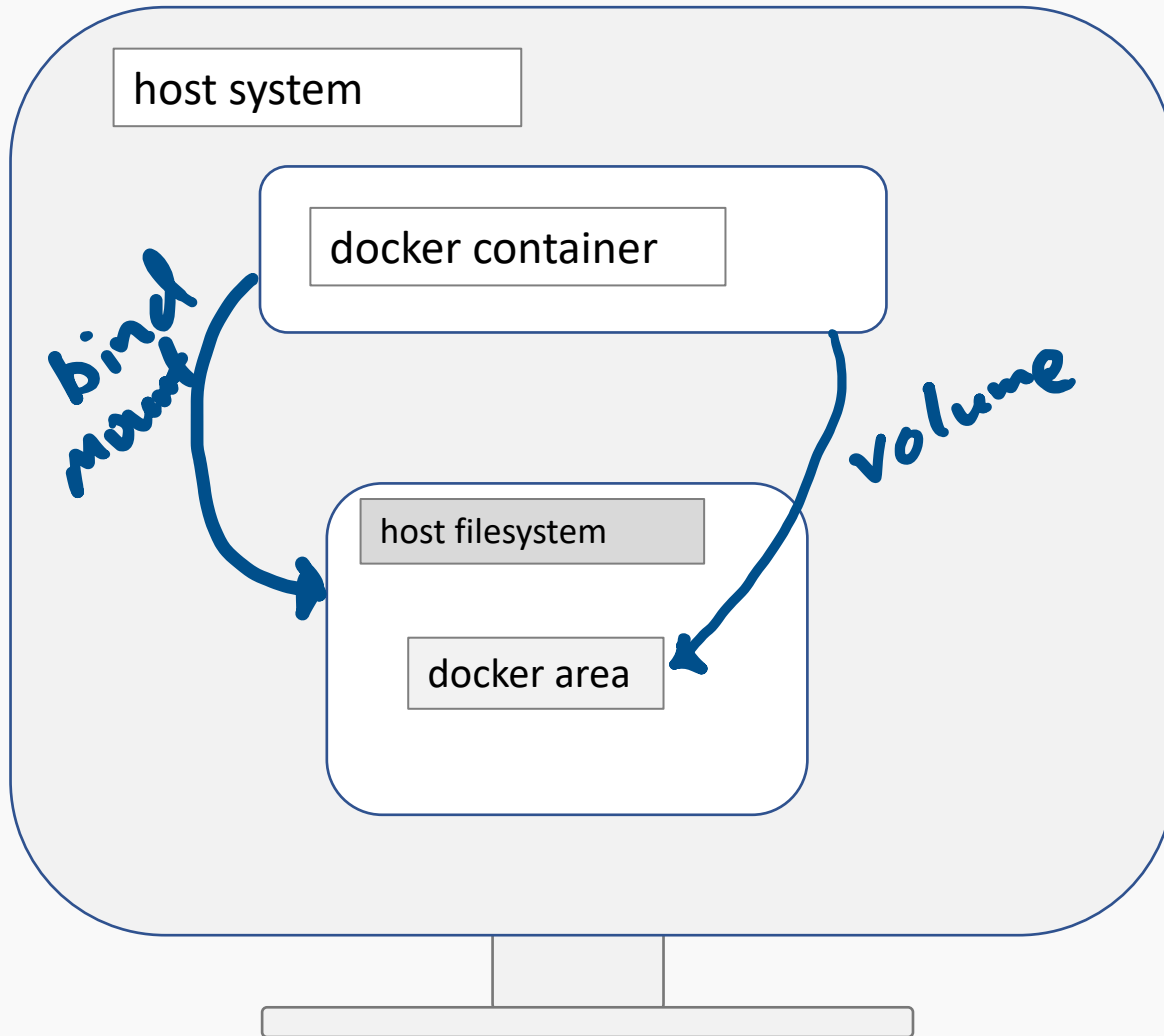 host system
docker container
bind
mount
volume
host filesystem
docker area